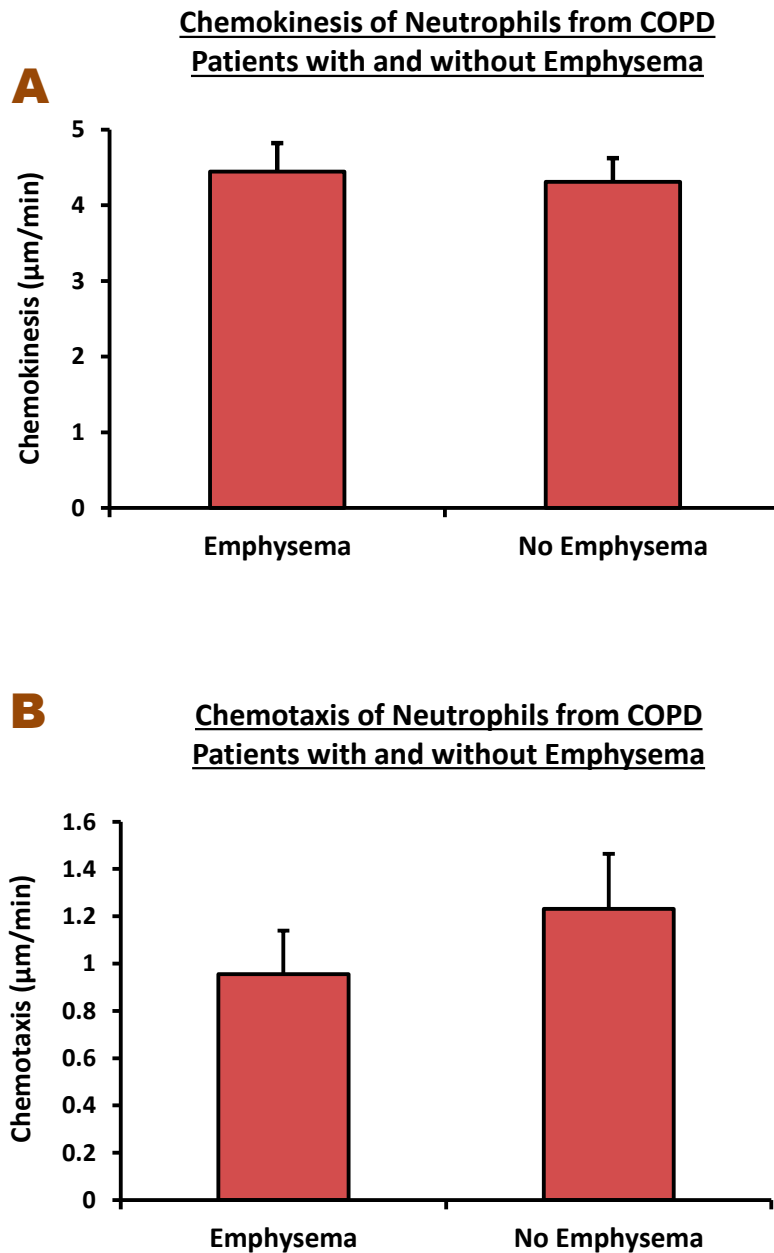 Chemokinesis of Neutrophils from COPD
Patients with and without Emphysema
A
5
4
3
2
1
0
Chemokinesis (µm/min)
Emphysema No Emphysema
B
Chemotaxis of Neutrophils from COPD
Patients with and without Emphysema
1.6
1.4
1.2
1
0.8
0.6
0.4
0.2
0
Chemotaxis (µm/min)
Emphysema No Emphysema